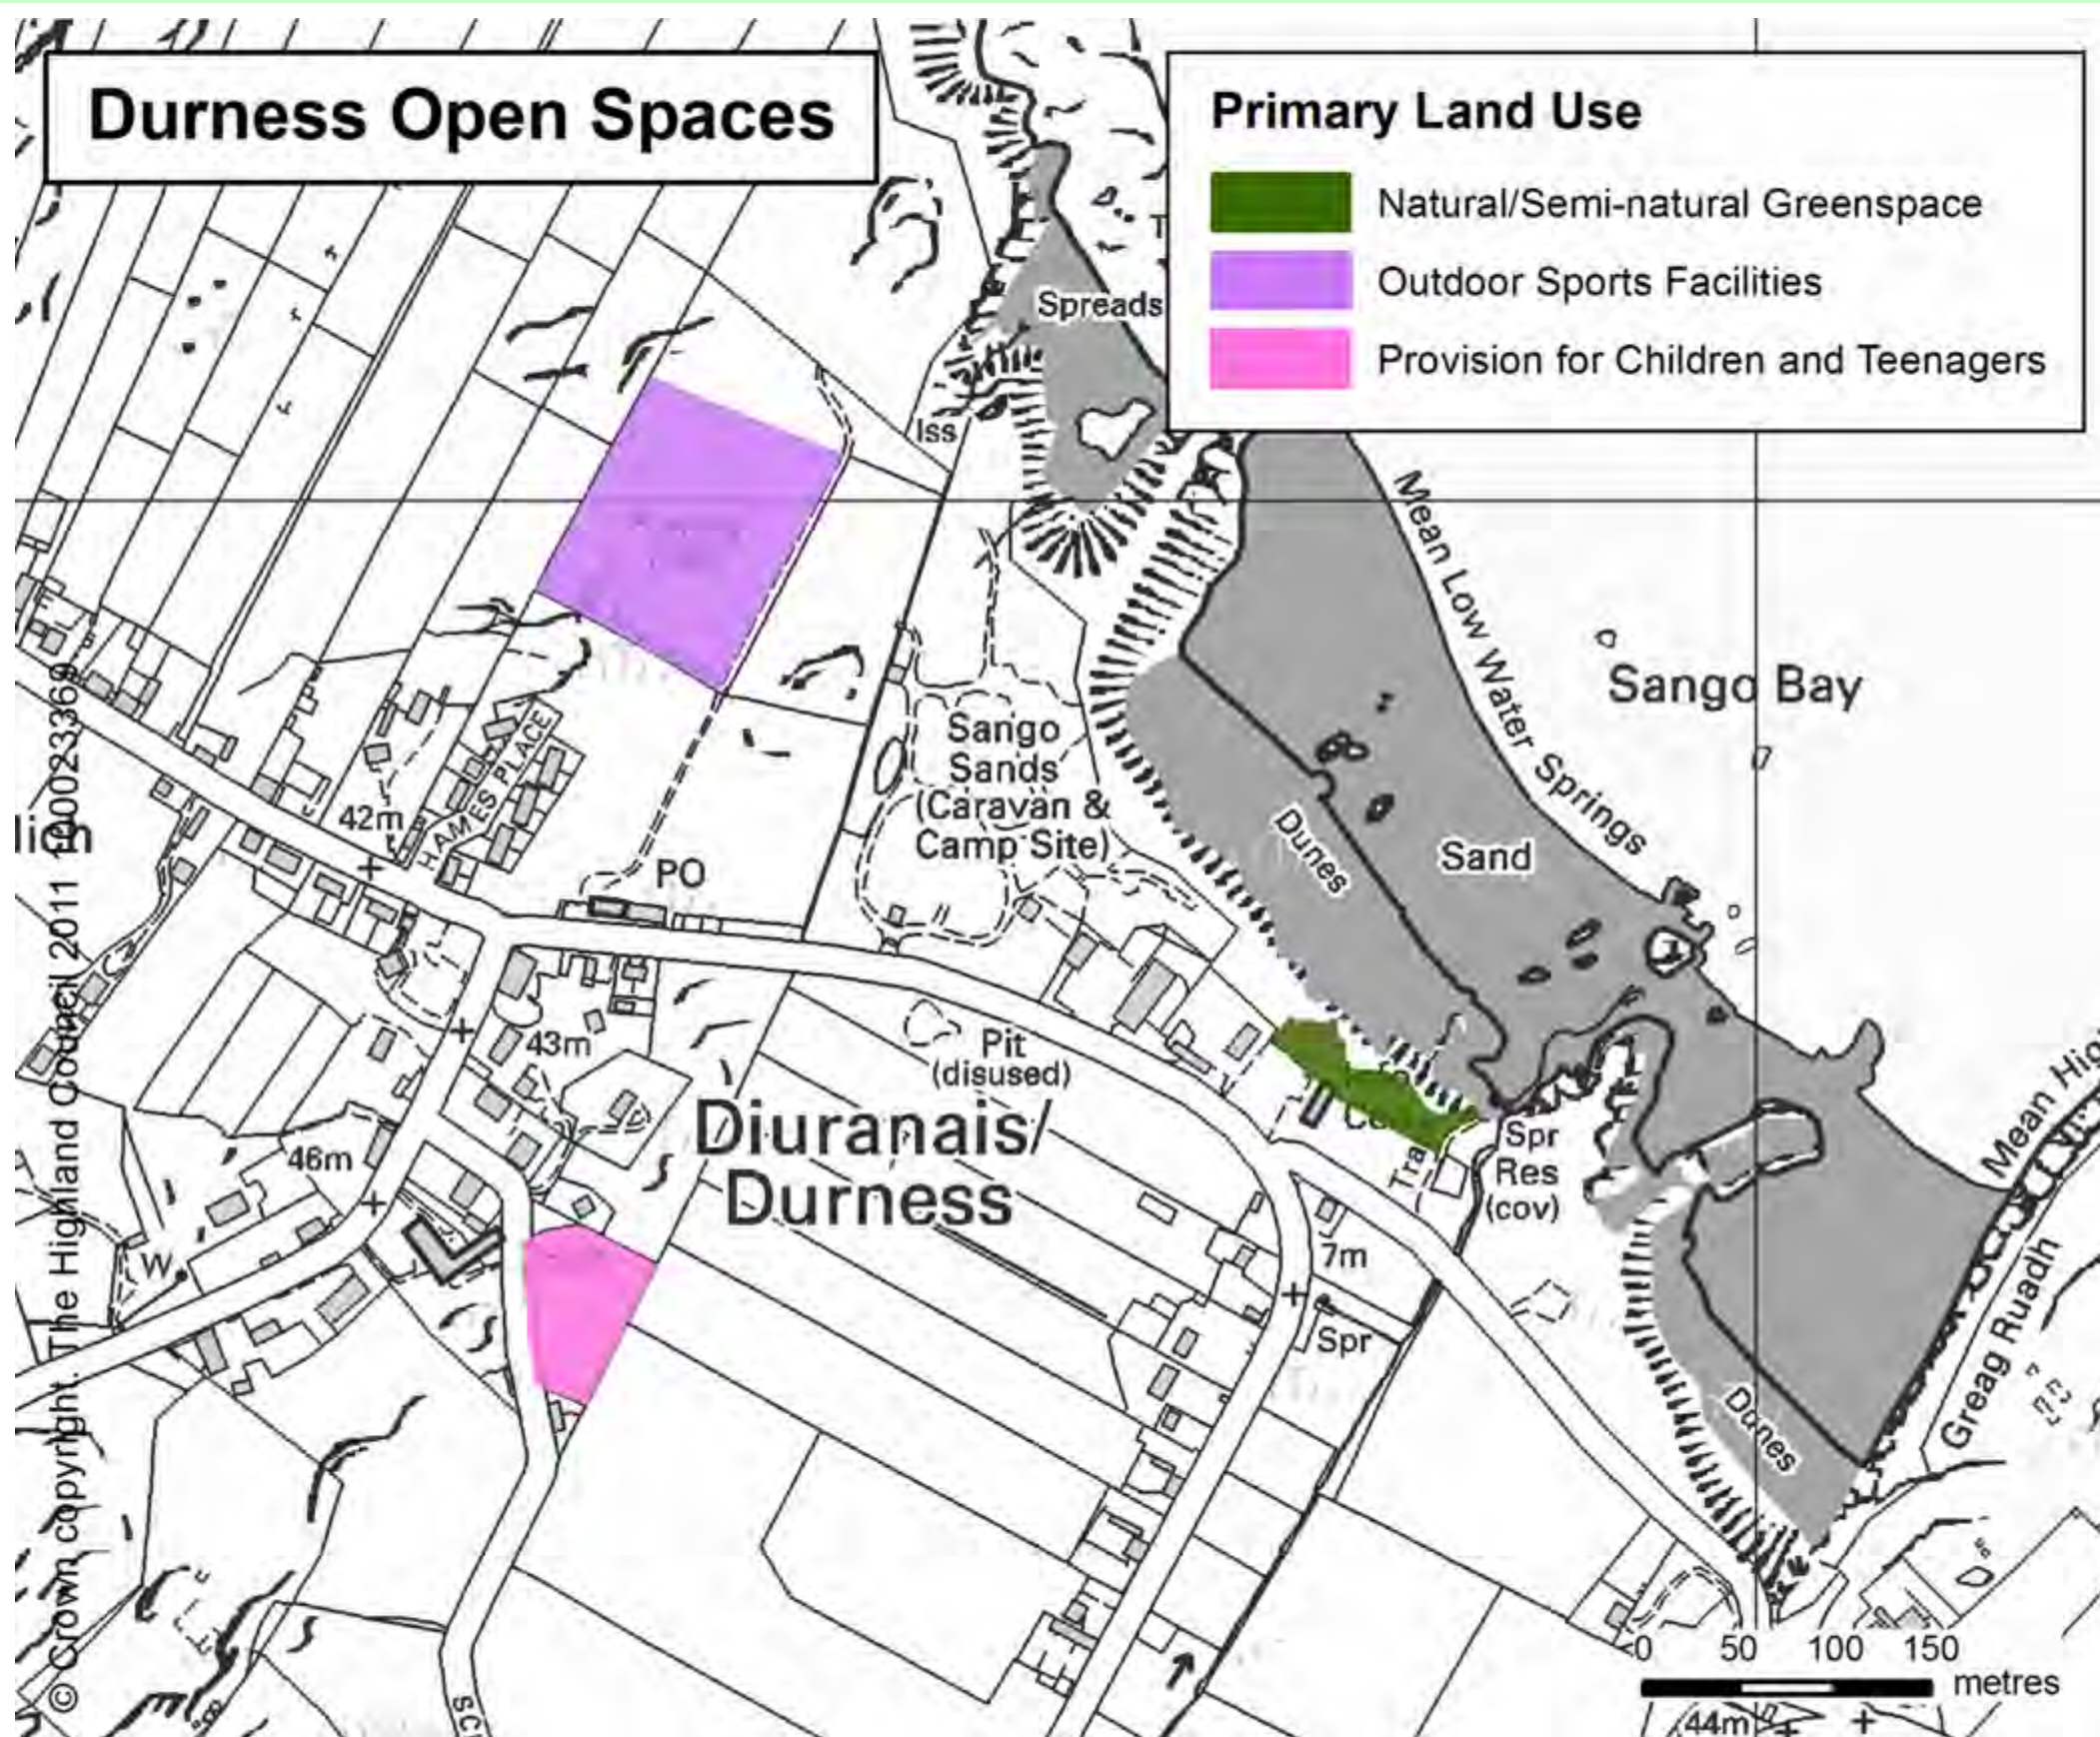 Durness Open Spaces
Primary Land Use
Natural/Semi-natural Greenspace
Outdoor Sports Facilities
Provision for Children and Teenagers
Spreads
Iss
Mean Low Water Springs
Sango Bay
Sango
Sands
(Caravan &
Camp Site)
HAMES PLACE
42m
PO
Dunes
Sand
Pit
(disused)
43m
Diuranais/
Durness
46m
W
Spr
Res
(cov)
Tra
7m
Spr
Mean Hig
Greag Ruadh
Dunes
0 50 100 150
metres
44m
© Crown copyright. The Highland Council 2011 100023369